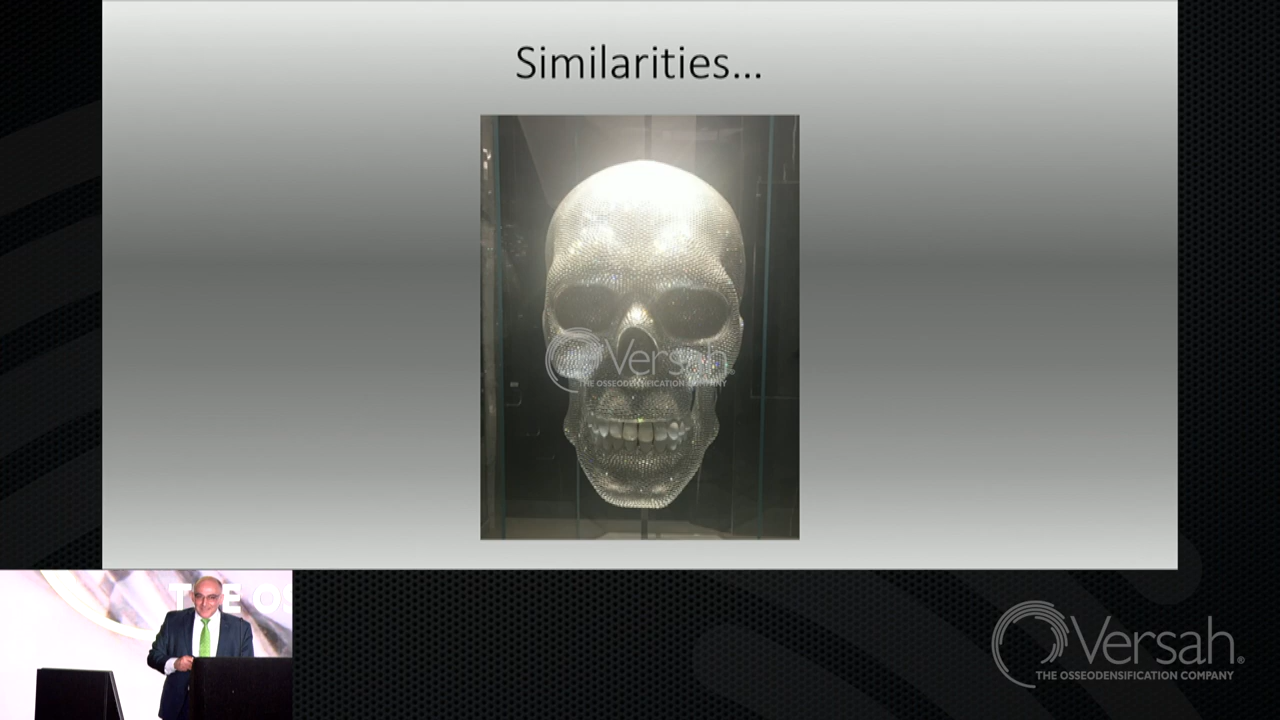 Similarities...
Versah
THE OSSEODENSIFICATION COMPANY
T E O
Versah®
THE OSSEODENSIFICATION COMPANY